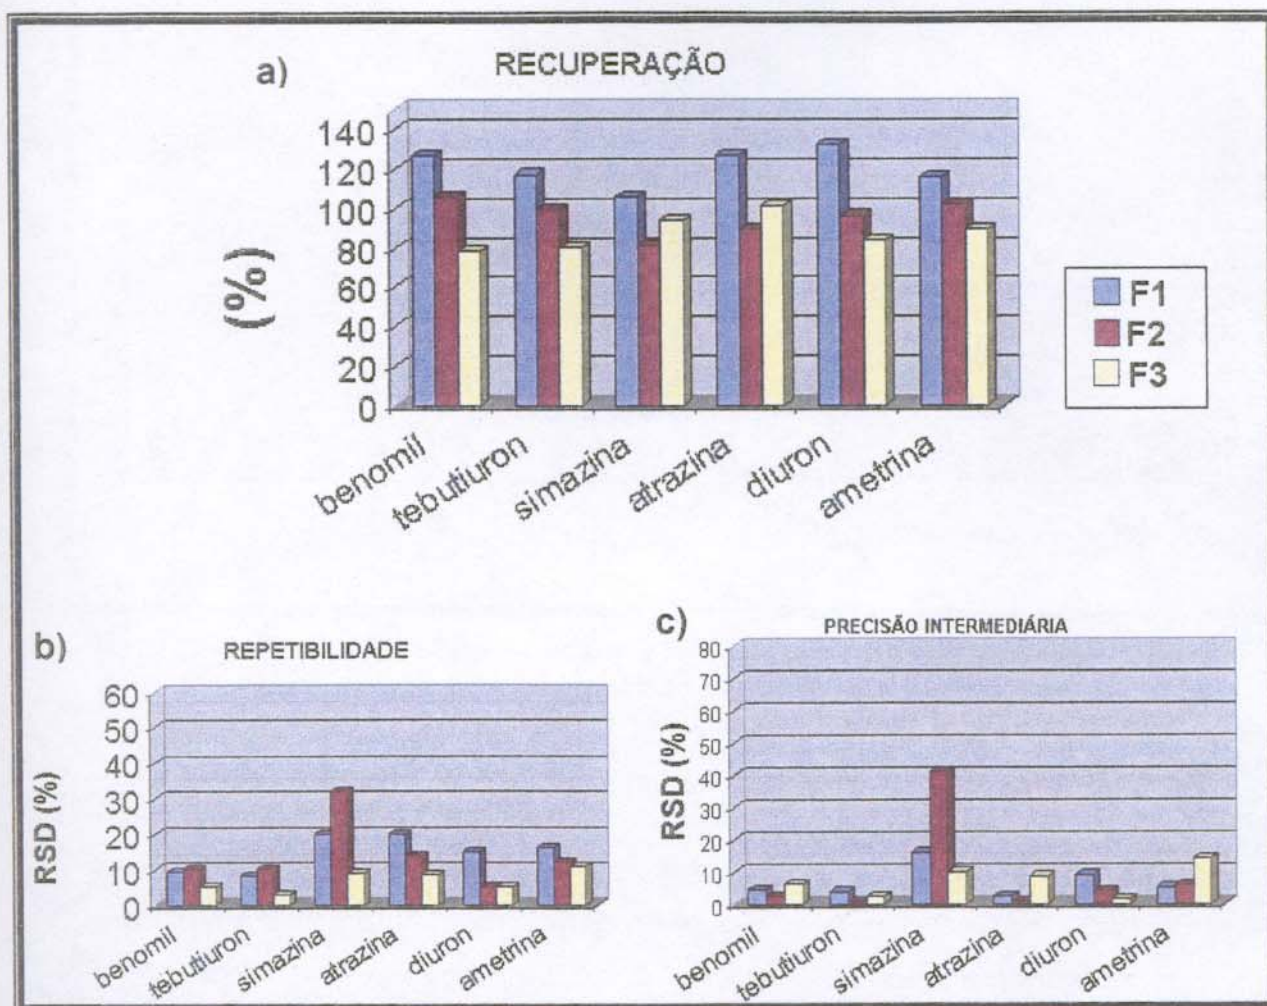 a)
RECUPERAÇÃO
(%)
140
120
100
80
60
40
20
0
benomil
tebutiuron
simazina
atrazina
diuron
ametrina
F1
F2
F3
b)
REPETIBILIDADE
RSD (%)
60
50
40
30
20
10
0
benomil
tebutiuron
simazina
atrazina
diuron
ametrina
c)
PRECISÃO INTERMEDIÁRIA
RSD (%)
80
70
60
50
40
30
20
10
0
benomil
tebutiuron
simazina
atrazina
diuron
ametrina